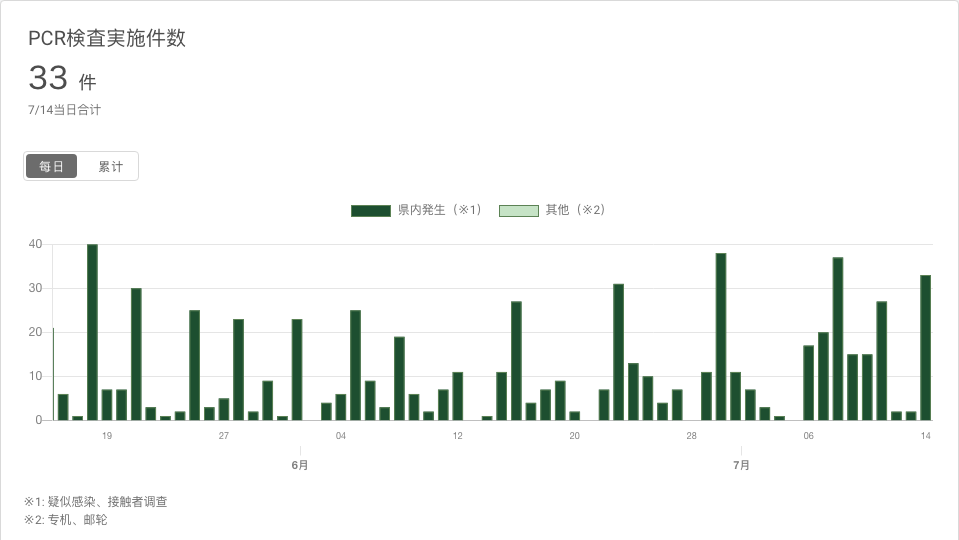 PCR検査実施件数
33 件
7/14当日合计
每日 累计
県内発生（※1） 其他（※2）
40
30
20
10
0
19 27 04 12 20 28 06 14
6月 7月
※1: 疑似感染、接触者调查
※2: 专机、邮轮